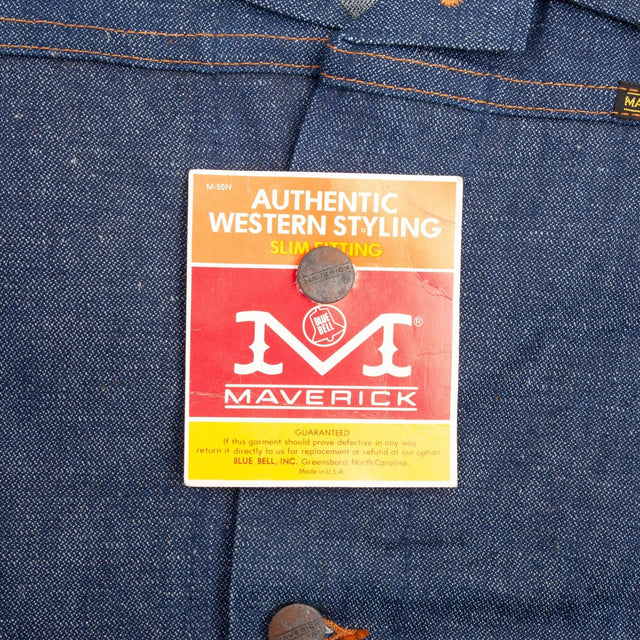 MA
M-50N
AUTHENTIC
WESTERN STYLING
SLIM FITTING
MAVERICK
BLUE
BELL
M®
MAVERICK
GUARANTEED
If this garment should prove defective in any way
return it directly to us for replacement or refund at our option
BLUE BELL, INC. Greensboro, North Carolina.
Made in U.S.A.
MAVERICK